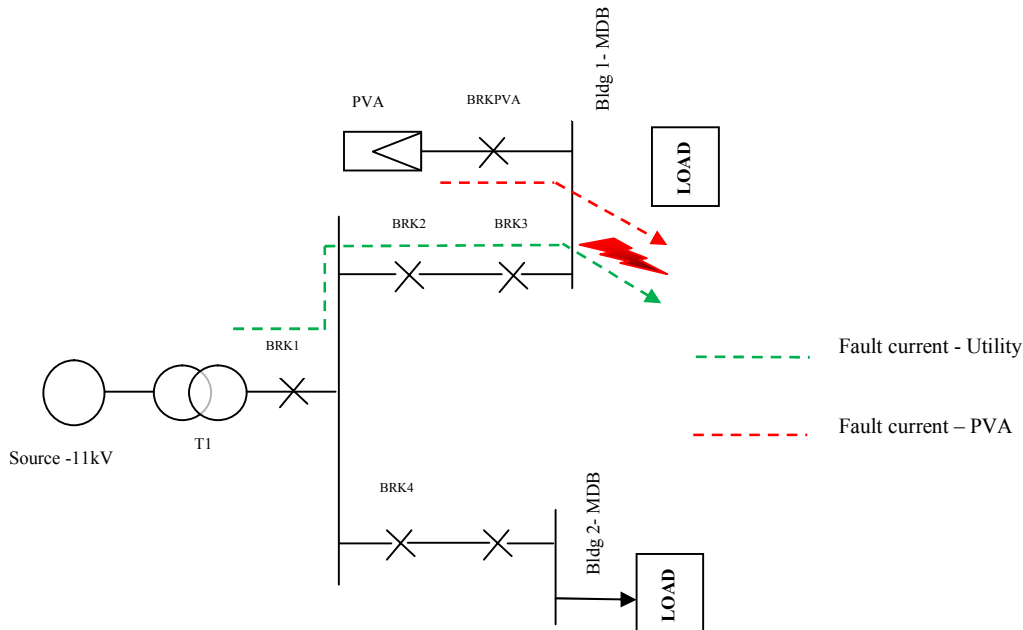 Bldg 1- MDB
PVA
BRKPVA
LOAD
BRK2
BRK3
BRK1
Fault current - Utility
Fault current – PVA
T1
Source -11kV
BRK4
Bldg 2- MDB
LOAD